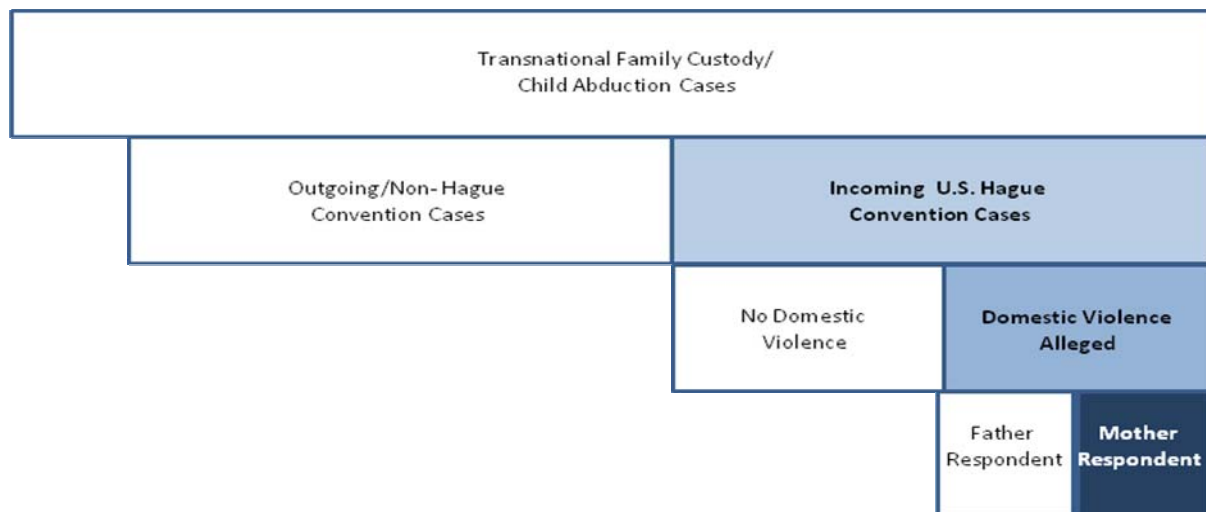 Transnational Family Custody/
Child Abduction Cases
Outgoing/Non- Hague
Convention Cases
Incoming U.S. Hague
Convention Cases
No Domestic
Violence
Domestic Violence
Alleged
Father
Respondent
Mother
Respondent